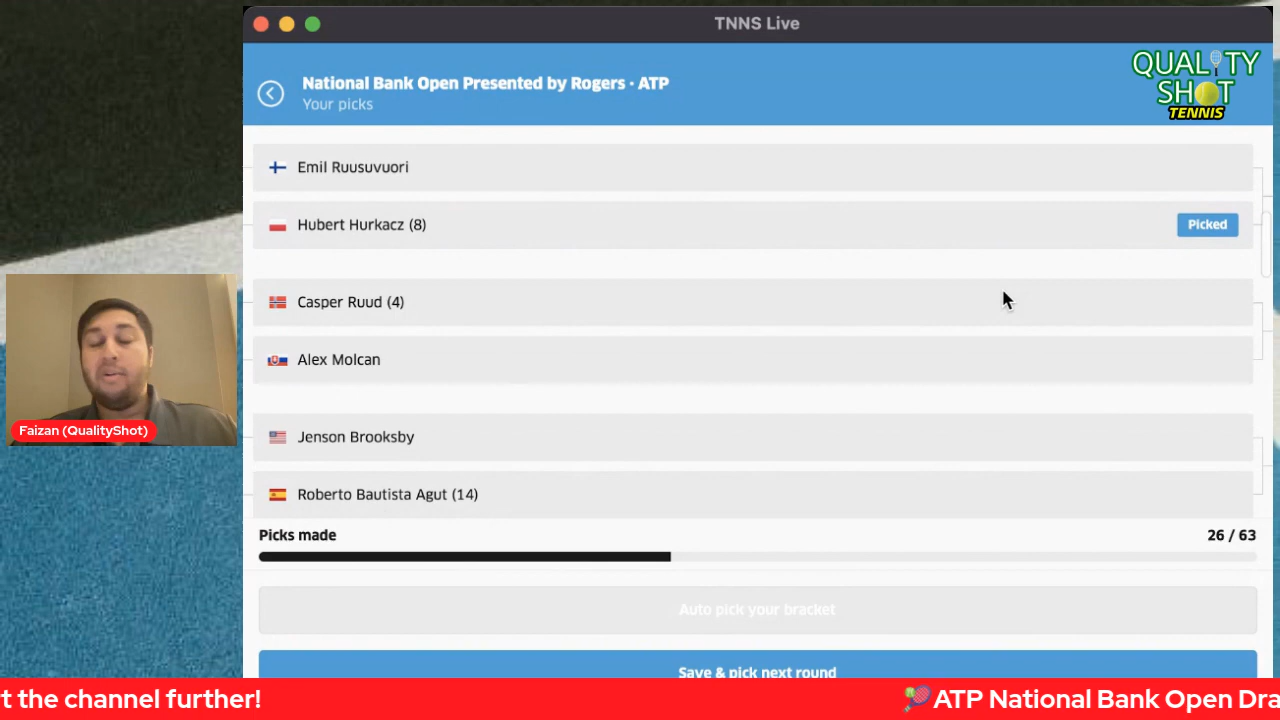 TNNS Live
National Bank Open Presented by Rogers · ATP
Your picks
QUALITY
SHOT
TENNIS
Emil Ruusuvuori
Hubert Hurkacz (8)
Picked
Casper Ruud (4)
Alex Molcan
Jenson Brooksby
Roberto Bautista Agut (14)
Faizan (QualityShot)
Picks made
26 / 63
Auto pick your bracket
Save & pick next round
t the channel further!
ATP National Bank Open Dra